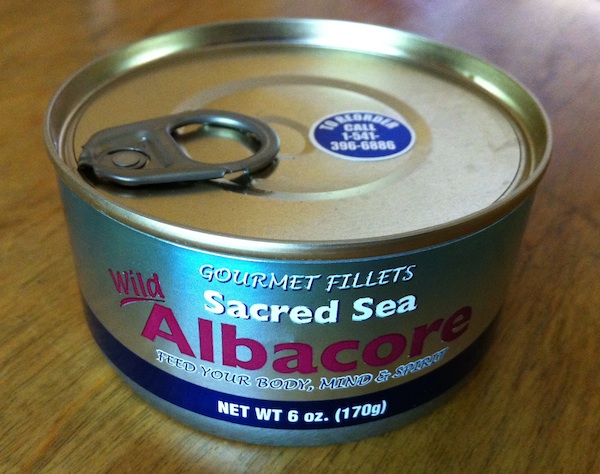 TO REORDER
CALL
1-541-
396-6886
GOURMET FILLETS
Wild
Sacred Sea
Albacore
FEED YOUR BODY, MIND & SPIRIT
NET WT 6 oz. (170g)